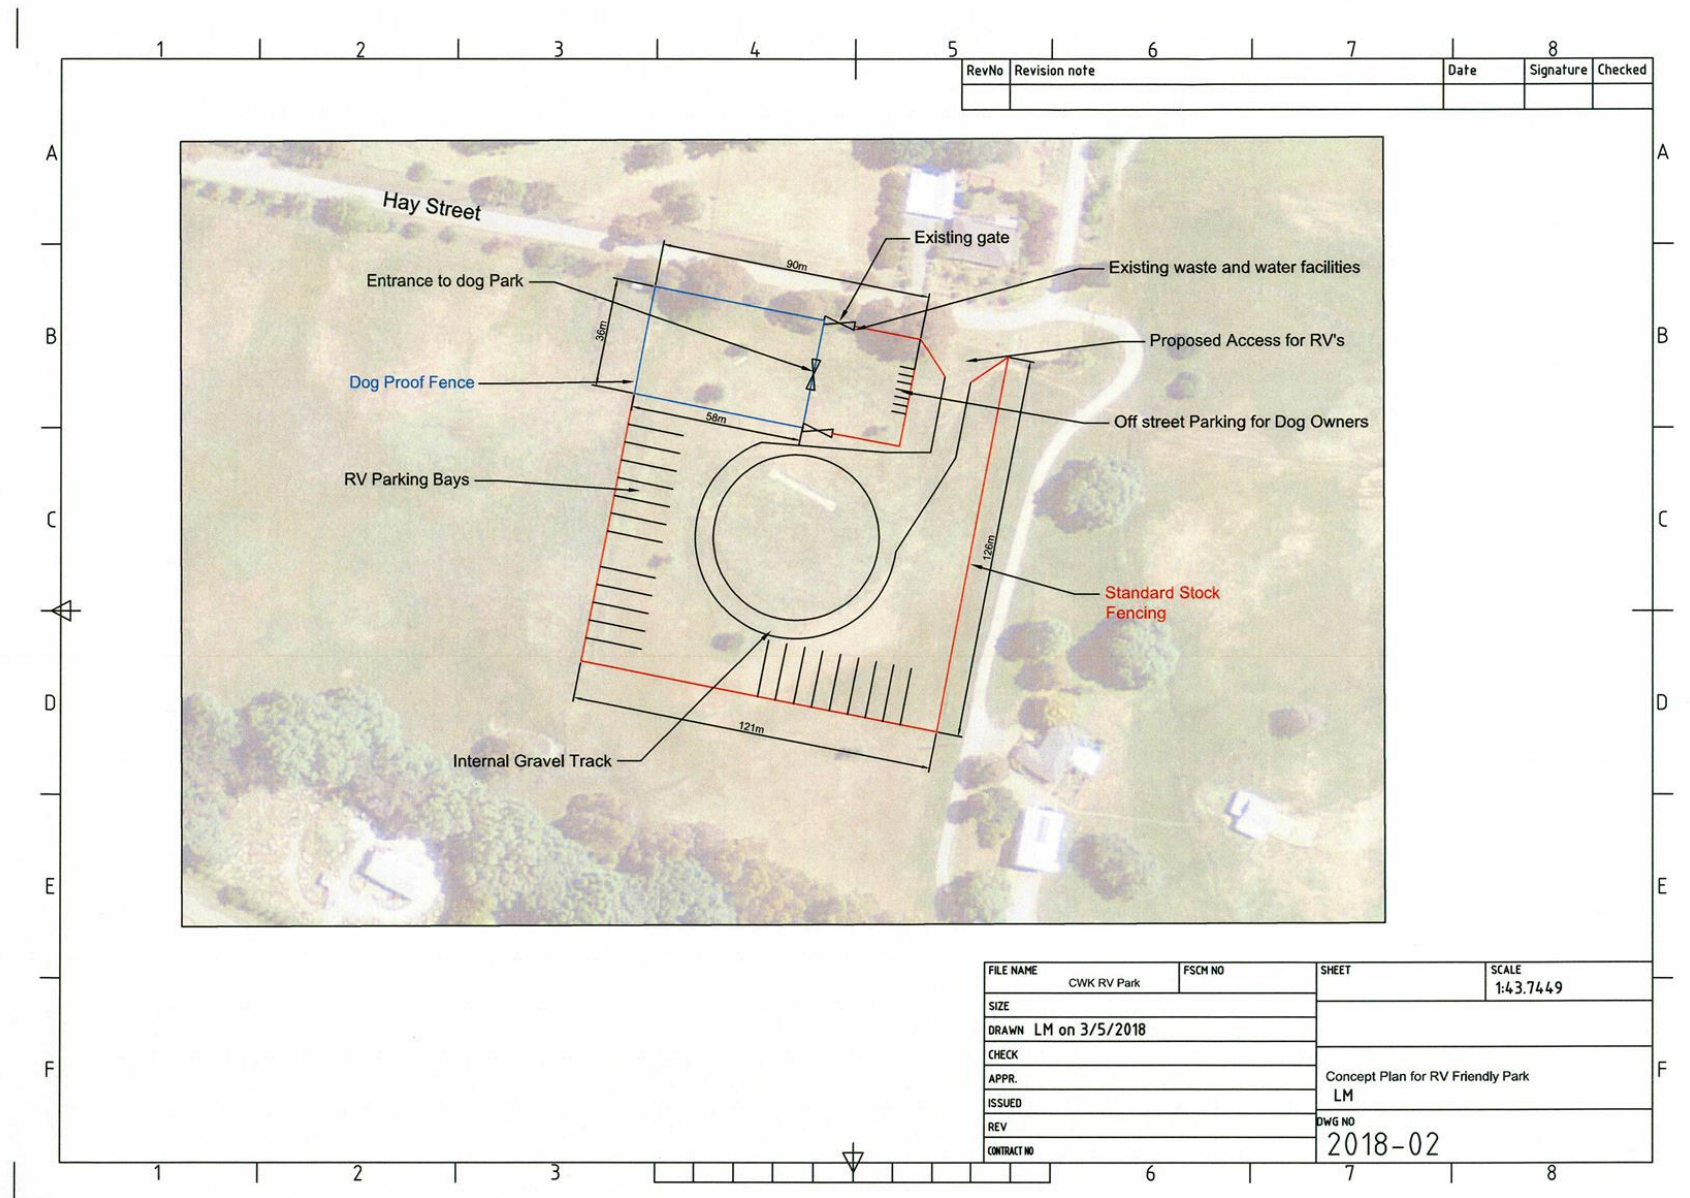 1 2 3 4 5 6 7 8
RevNo Revision note Date Signature Checked
A A
Hay Street
Existing gate
90m
Existing waste and water facilities
Entrance to dog Park
36m
B B
Proposed Access for RV's
Dog Proof Fence
58m
Off street Parking for Dog Owners
RV Parking Bays
C C
126m
Standard Stock
Fencing
D D
121m
Internal Gravel Track
E E
FILE NAME CWK RV Park FSCM NO SHEET SCALE
1:43.7449
SIZE
DRAWN LM on 3/5/2018
CHECK
F F
APPR.
Concept Plan for RV Friendly Park
LM
ISSUED
REV
DWG NO
2018-02
CONTRACT NO
1 2 3 6 7 8